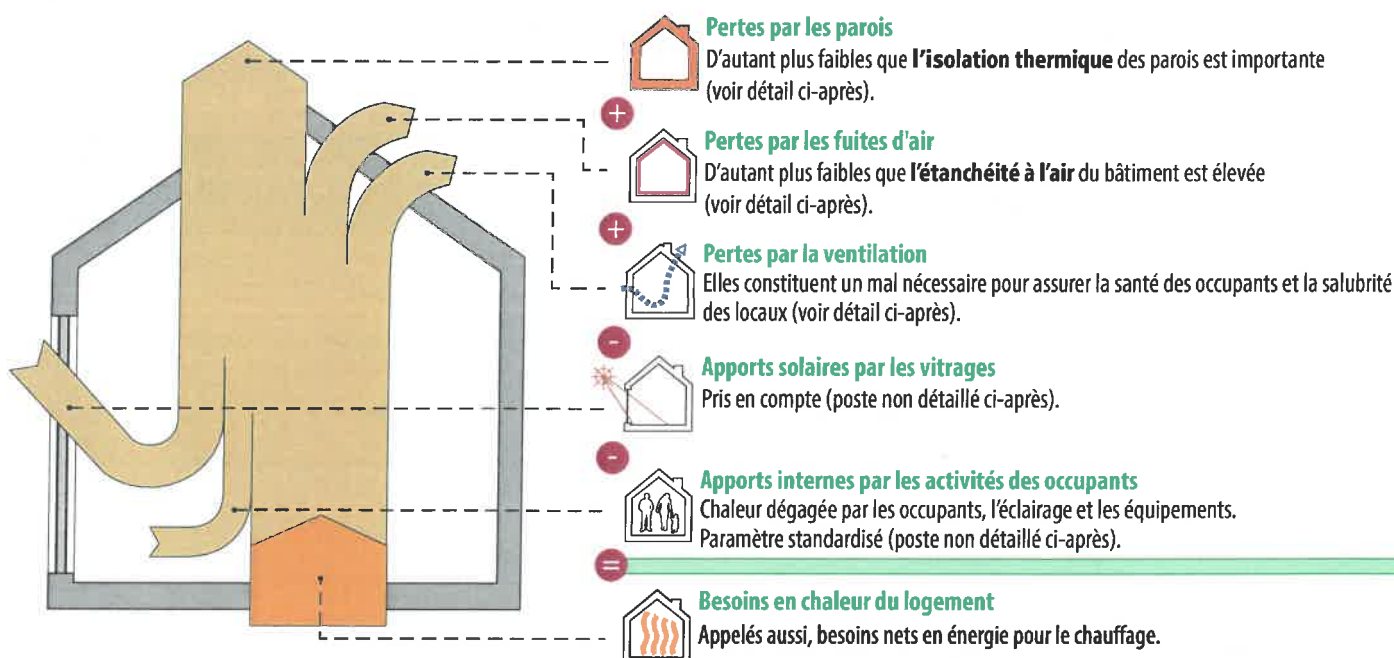 Pertes par les parois
D'autant plus faibles que l'isolation thermique des parois est importante
(voir détail ci-après).
+
Pertes par les fuites d'air
D'autant plus faibles que l'étanchéité à l'air du bâtiment est élevée
(voir détail ci-après).
+
Pertes par la ventilation
Elles constituent un mal nécessaire pour assurer la santé des occupants et la salubrité
des locaux (voir détail ci-après).
-
Apports solaires par les vitrages
Pris en compte (poste non détaillé ci-après).
-
Apports internes par les activités des occupants
Chaleur dégagée par les occupants, l'éclairage et les équipements.
Paramètre standardisé (poste non détaillé ci-après).
=
Besoins en chaleur du logement
Appelés aussi, besoins nets en énergie pour le chauffage.